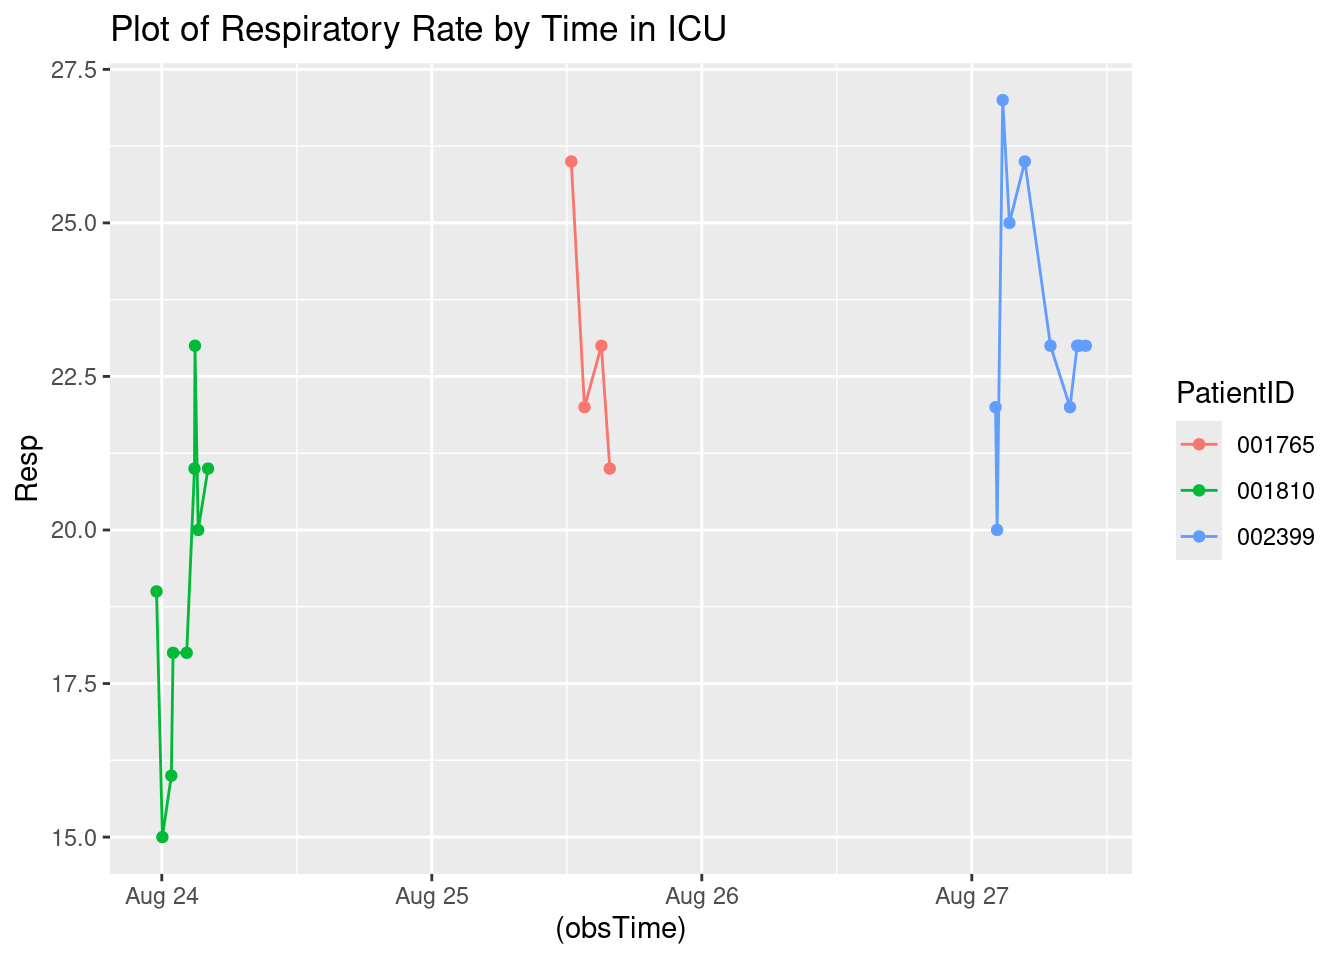 Plot of Respiratory Rate by Time in ICU
27.5
25.0
22.5
20.0
17.5
15.0
Resp
Aug 24 Aug 25 Aug 26 Aug 27
(obsTime)
PatientID
001765
001810
002399